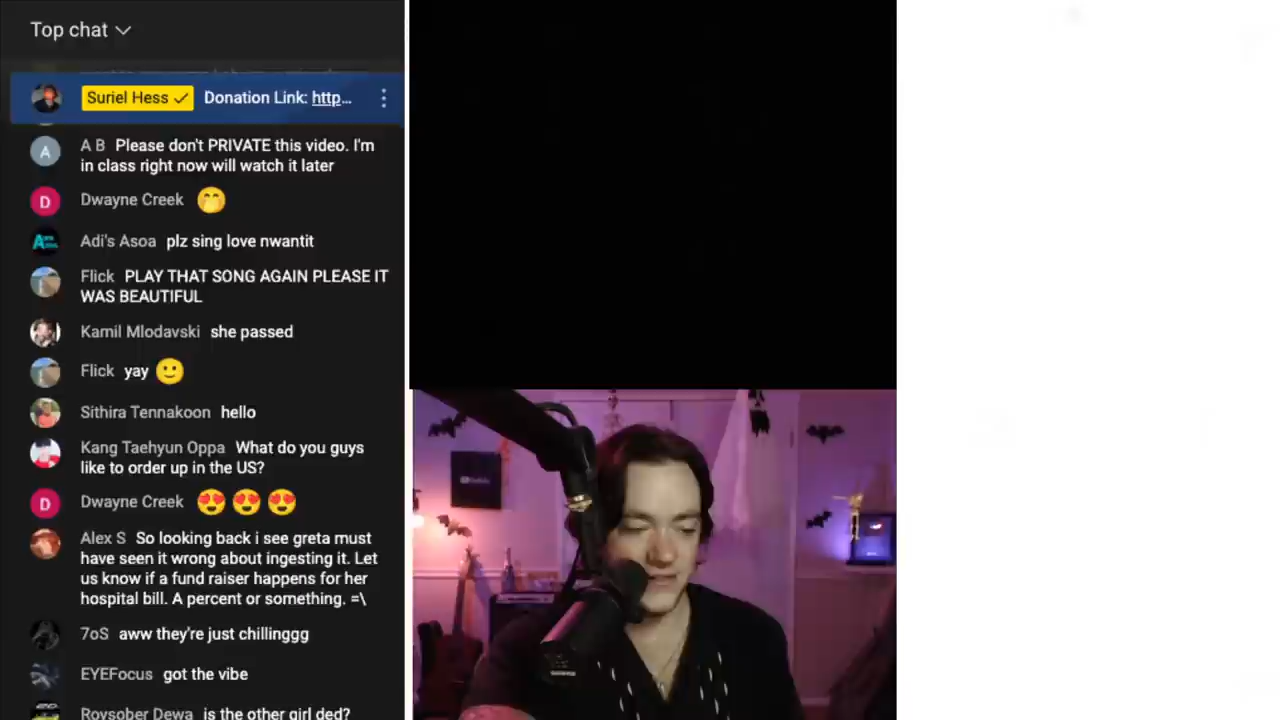 Top chat
Suriel Hess Donation Link: http...
A B Please don't PRIVATE this video. I'm
in class right now will watch it later
Dwayne Creek
Adi's Asoa plz sing love nwantit
Flick PLAY THAT SONG AGAIN PLEASE IT
WAS BEAUTIFUL
Kamil Mlodavski she passed
Flick yay
Sithira Tennakoon hello
Kang Taehyun Oppa What do you guys
like to order up in the US?
Dwayne Creek
Alex S So looking back i see greta must
have seen it wrong about ingesting it. Let
us know if a fund raiser happens for her
hospital bill. A percent or something. =\
7oS aww they're just chillinggg
EYEFocus got the vibe
Roysober Dewa is the other girl ded?